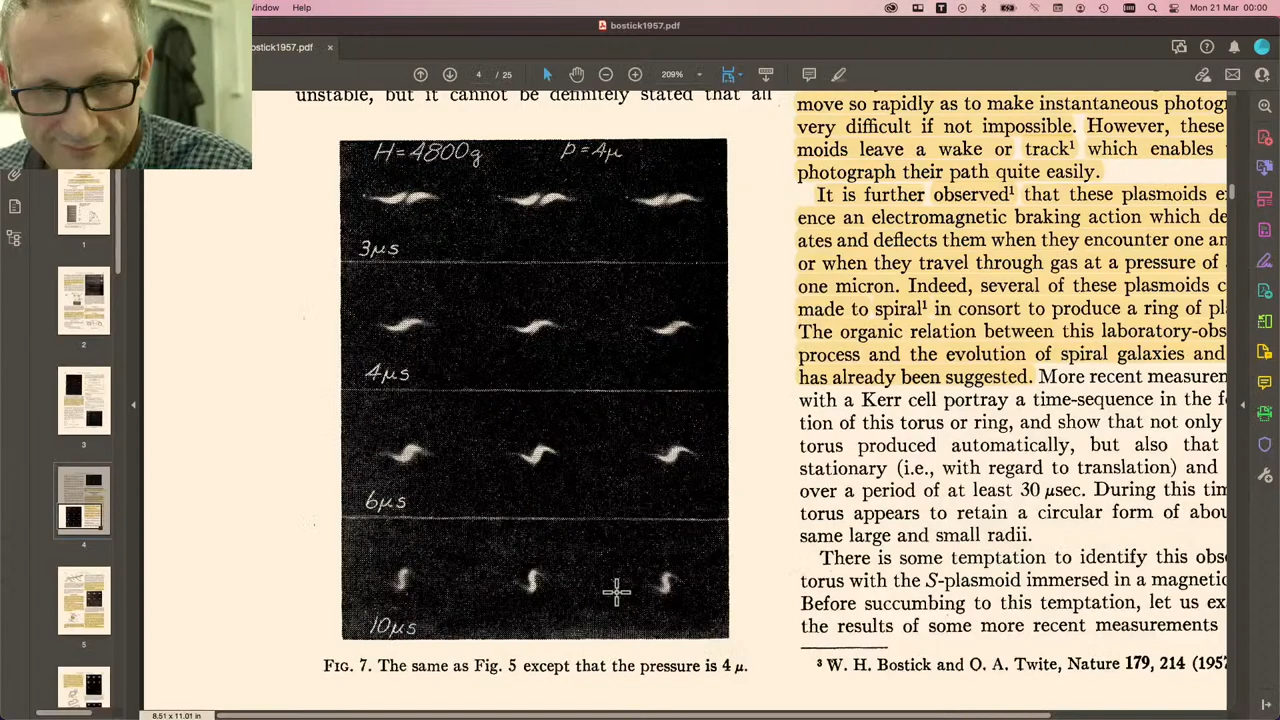 Window Help
Mon 21 Mar 00:00
bostick1957.pdf
ostick1957.pdf
4 / 25
209%
unstable, but it cannot be definitely stated that all
H=4800g p=4μ
3μs
4μs
6μs
10μs
FIG. 7. The same as Fig. 5 except that the pressure is 4 μ.
move so rapidly as to make instantaneous photogr
very difficult if not impossible. However, these
moids leave a wake or track¹ which enables
photograph their path quite easily.
It is further observed¹ that these plasmoids e
ence an electromagnetic braking action which de
ates and deflects them when they encounter one an
or when they travel through gas at a pressure of
one micron. Indeed, several of these plasmoids c
made to spiral¹ in consort to produce a ring of pl
The organic relation between this laboratory-obs
process and the evolution of spiral galaxies and
has already been suggested. More recent measurem
with a Kerr cell portray a time-sequence in the f
tion of this torus or ring, and show that not only
torus produced automatically, but also that
stationary (i.e., with regard to translation) and
over a period of at least 30 μsec. During this tim
torus appears to retain a circular form of abou
same large and small radii.
There is some temptation to identify this obs
torus with the S-plasmoid immersed in a magnetic
Before succumbing to this temptation, let us ex
the results of some more recent measurements
³ W. H. Bostick and O. A. Twite, Nature 179, 214 (195
1
2
3
4
5
8.51 x 11.01 in